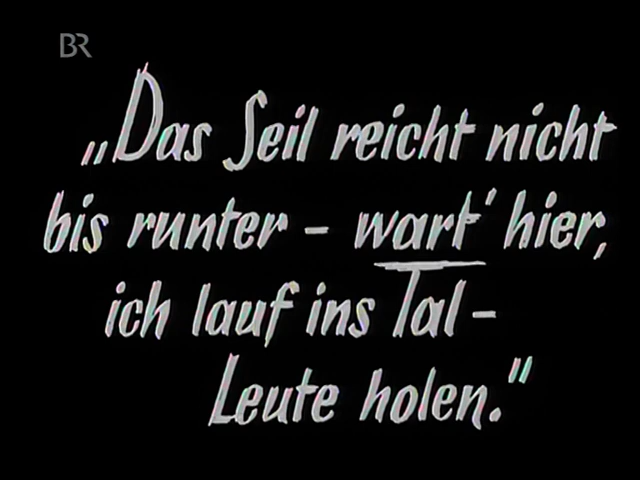 BR
„Das Seil reicht nicht
bis runter – wart' hier,
ich lauf ins Tal –
Leute holen."